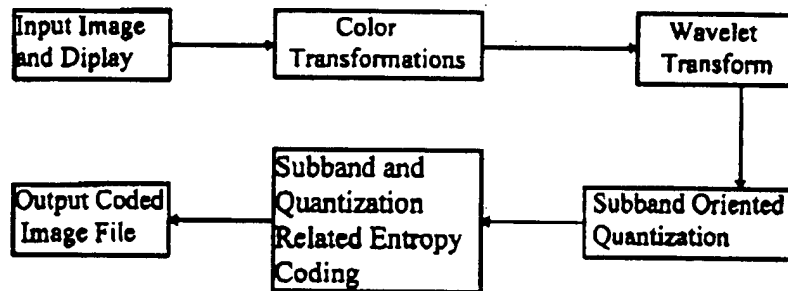 Input Image
and Diplay
Color
Transformations
Wavelet
Transform
Subband Oriented
Quantization
Subband and
Quantization
Related Entropy
Coding
Output Coded
Image File